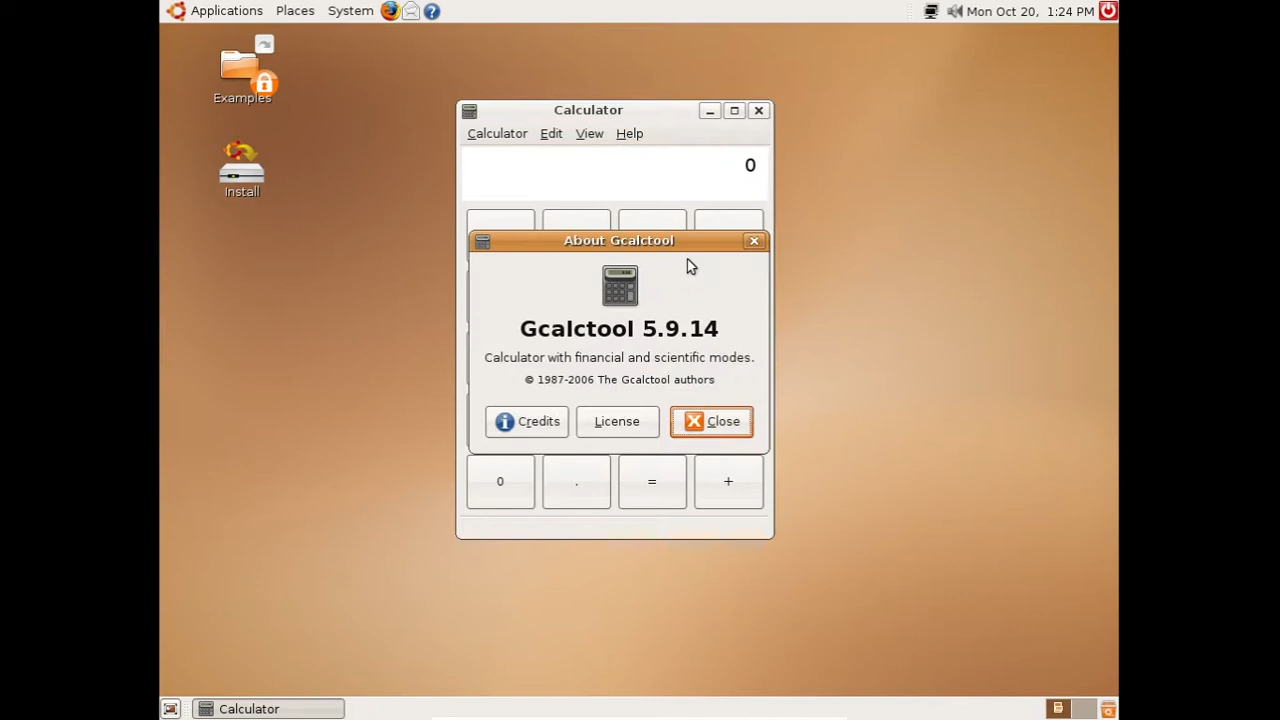 Applications Places System Mon Oct 20, 1:24 PM
Examples
Install
Calculator
Calculator Edit View Help
0
About Gcalctool
Gcalctool 5.9.14
Calculator with financial and scientific modes.
© 1987-2006 The Gcalctool authors
Credits License Close
0 . = +
Calculator